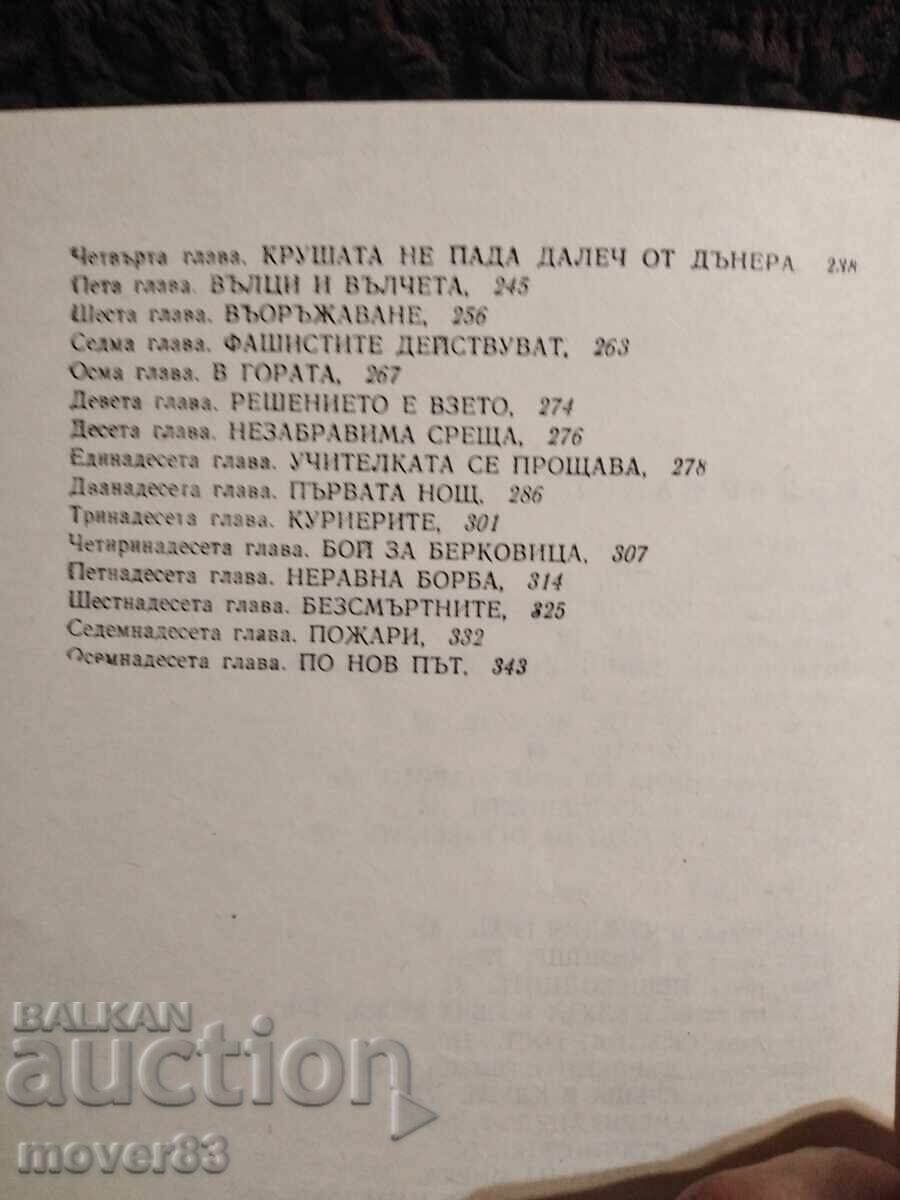 Четвърта глава. КРУШАТА НЕ ПАДА ДАЛЕЧ ОТ ДЪНЕРА 238
Пета глава. ВЪЛЦИ И ВЪЛЧЕТА, 245
Шеста глава. ВЪОРЪЖАВАНЕ, 256
Седма глава. ФАШИСТИТЕ ДЕЙСТВУВАТ, 263
Осма глава. В ГОРАТА, 267
Девета глава. РЕШЕНИЕТО Е ВЗЕТО, 274
Десета глава. НЕЗАБРАВИМА СРЕЩА, 276
Единадесета глава. УЧИТЕЛКАТА СЕ ПРОЩАВА, 278
Дванадесета глава. ПЪРВАТА НОЩ, 286
Тринадесета глава. КУРИЕРИТЕ, 301
Четиринадесета глава. БОЙ ЗА БЕРКОВИЦА, 307
Петнадесета глава. НЕРАВНА БОРБА, 314
Шестнадесета глава. БЕЗСМЪРТНИТЕ, 325
Седемнадесета глава. ПОЖАРИ, 332
Осемнадесета глава. ПО НОВ ПЪТ, 343
BALKAN
auction
mover83